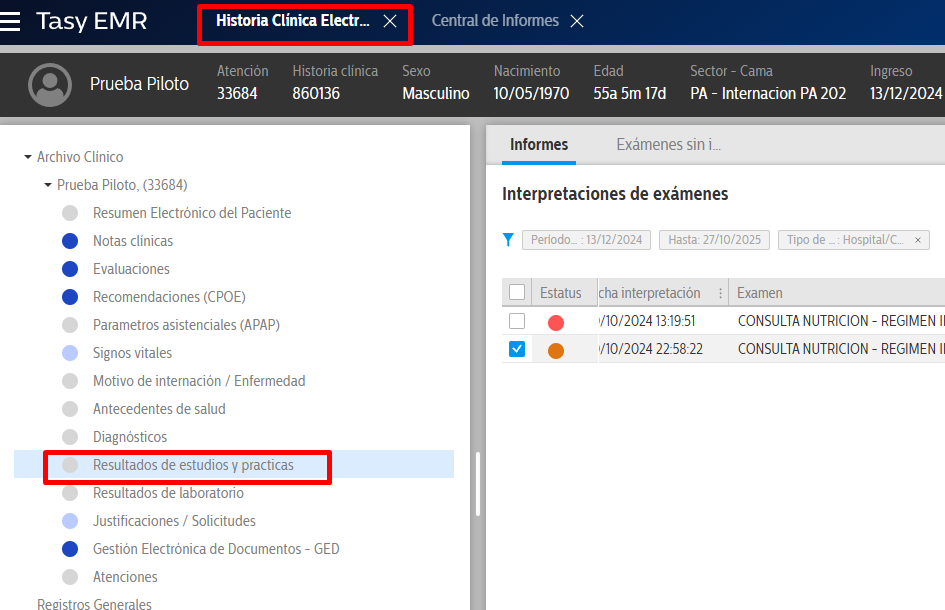 Tasy EMR
Historia Clínica Electr...
Central de Informes
Prueba Piloto
Atención
33684
Historia clínica
860136
Sexo
Masculino
Nacimiento
10/05/1970
Edad
55a 5m 17d
Sector - Cama
PA - Internacion PA 202
Ingreso
13/12/2024
Archivo Clínico
Prueba Piloto, (33684)
Resumen Electrónico del Paciente
Notas clínicas
Evaluaciones
Recomendaciones (CPOE)
Parametros asistenciales (APAP)
Signos vitales
Motivo de internación / Enfermedad
Antecedentes de salud
Diagnósticos
Resultados de estudios y practicas
Resultados de laboratorio
Justificaciones / Solicitudes
Gestión Electrónica de Documentos - GED
Atenciones
Registros Generales
Informes
Exámenes sin i...
Interpretaciones de exámenes
Período... : 13/12/2024
Hasta: 27/10/2025
Tipo de ... : Hospital/C...
Estatus
cha interpretación
Examen
/10/2024 13:19:51
CONSULTA NUTRICION - REGIMEN I
/10/2024 22:58:22
CONSULTA NUTRICION - REGIMEN I